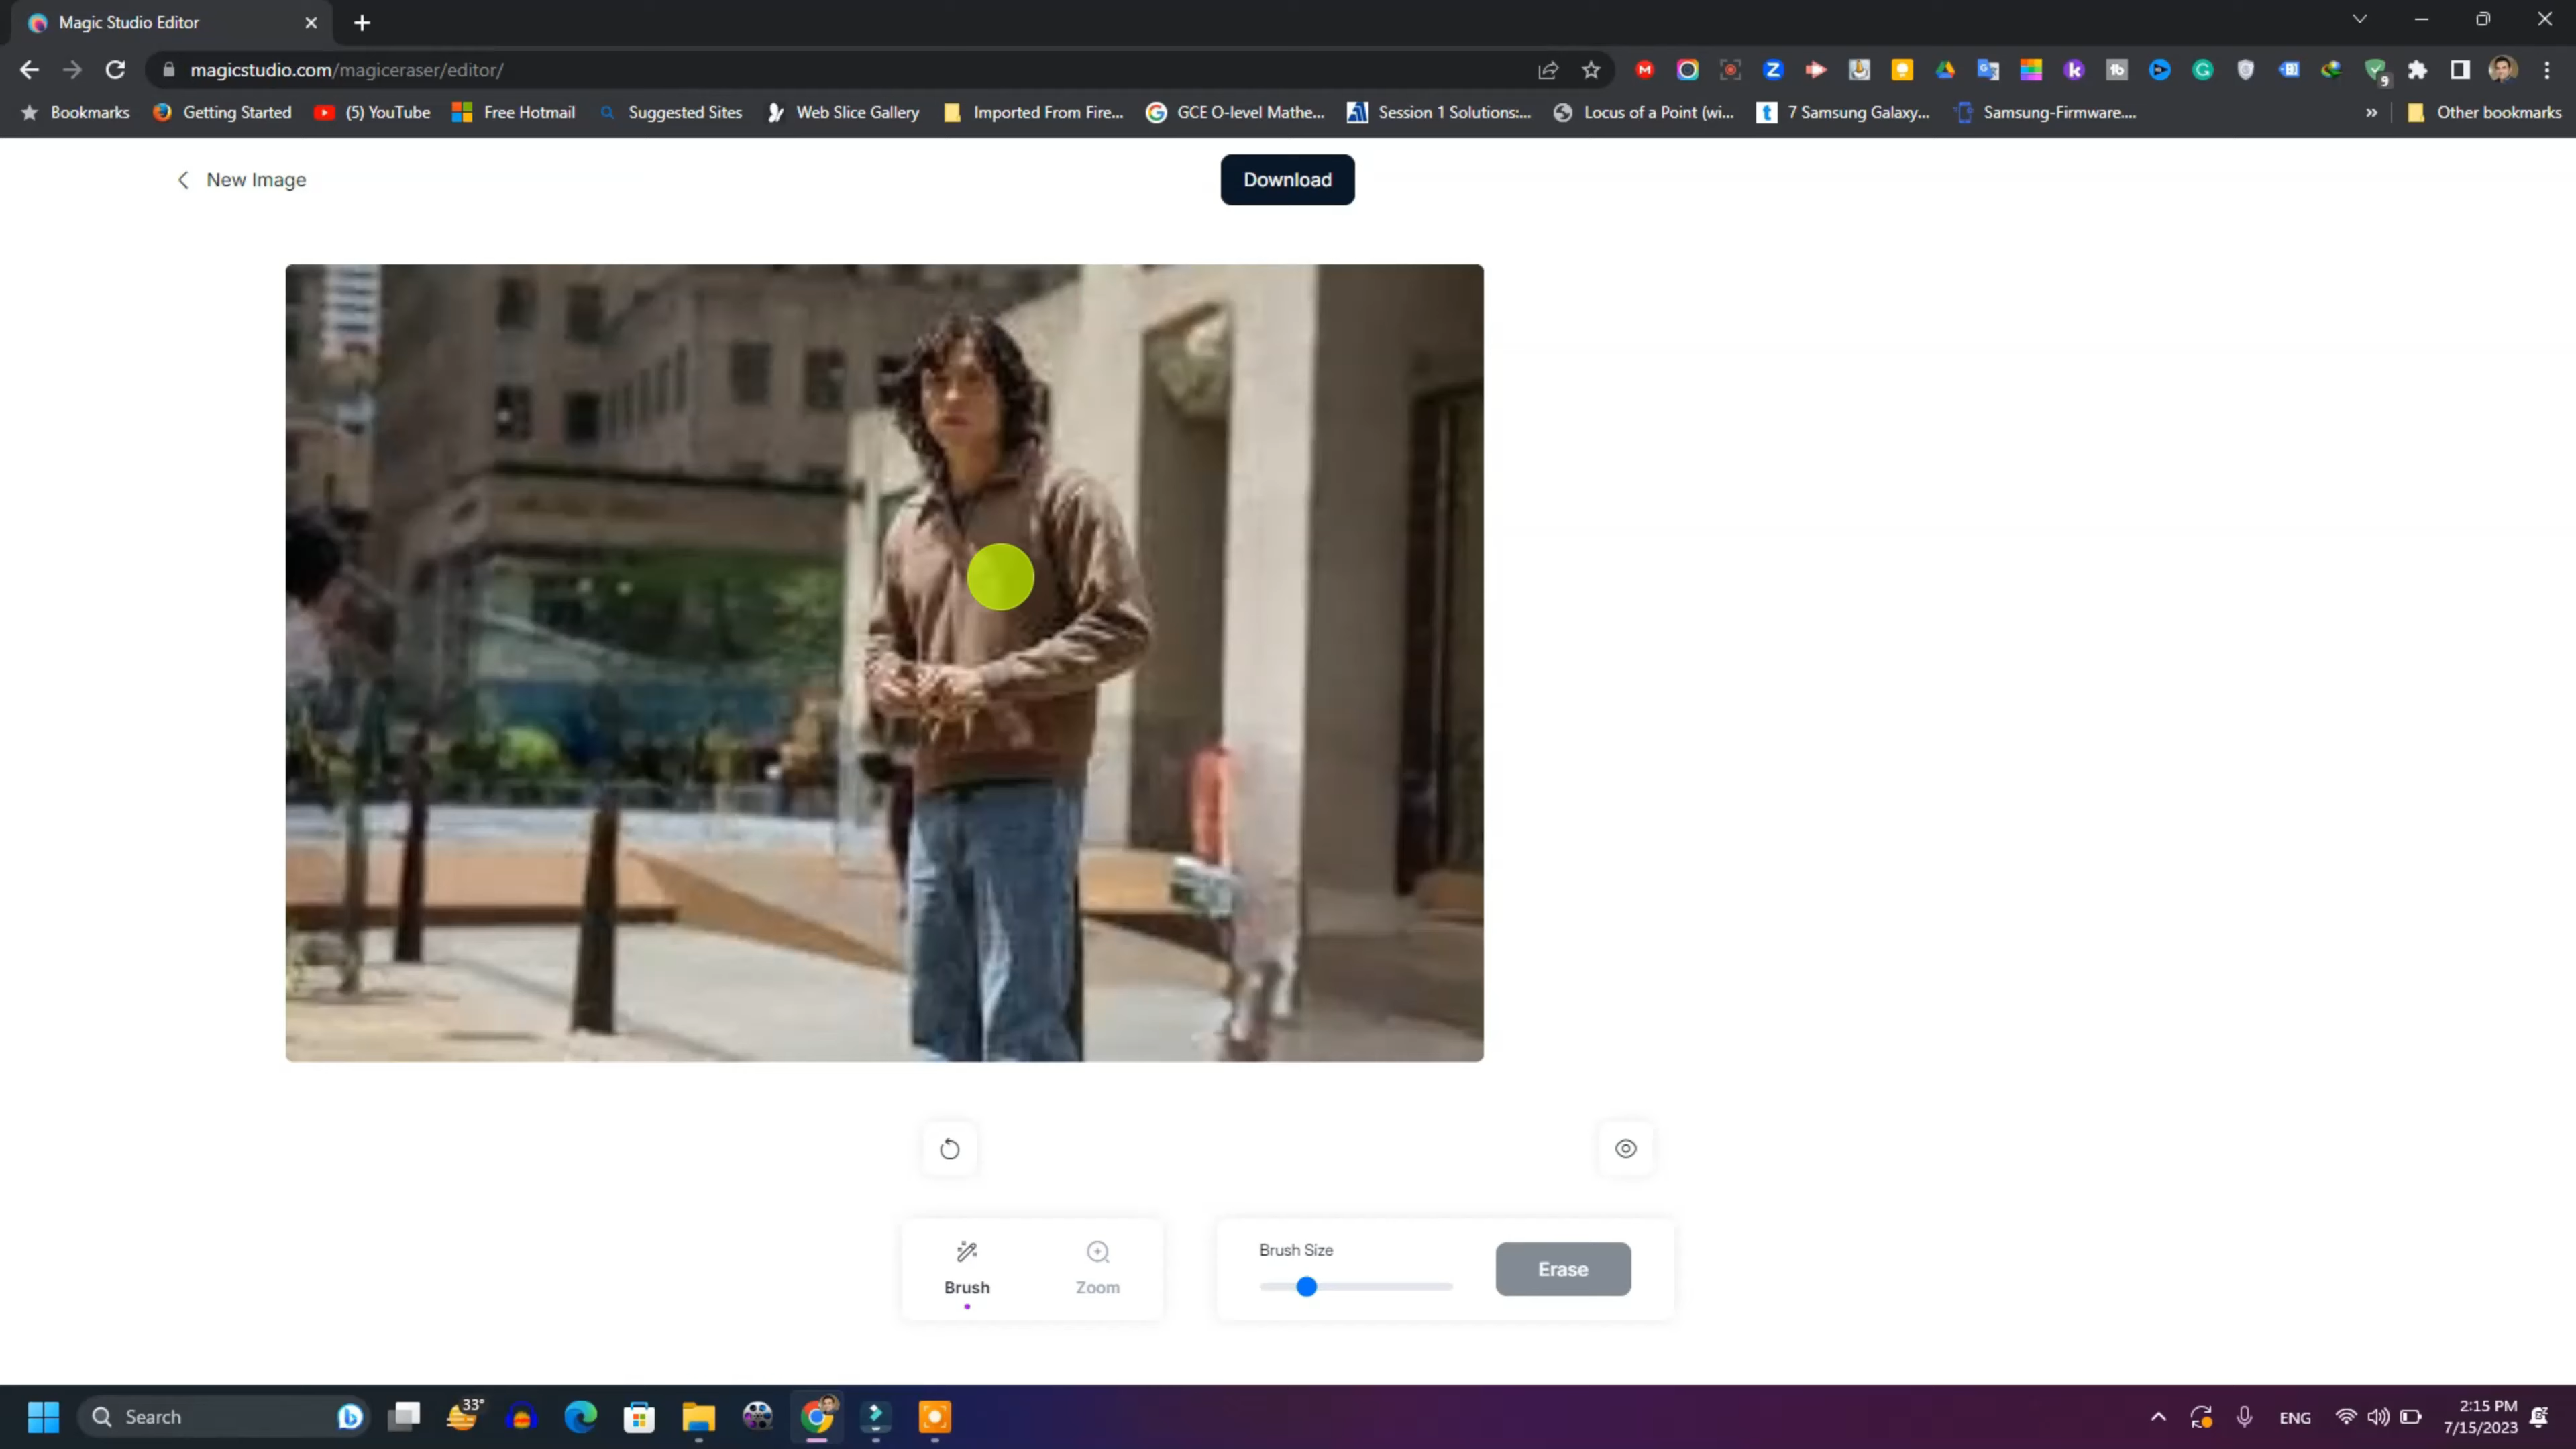 Magic Studio Editor
magicstudio.com/magiceraser/editor/
Bookmarks Getting Started (5) YouTube Free Hotmail Suggested Sites Web Slice Gallery Imported From Fire... GCE O-level Mathe... Session 1 Solutions:... Locus of a Point (wi... 7 Samsung Galaxy... Samsung-Firmware.... » Other bookmarks
New Image
Download
Brush
Zoom
Brush Size
Erase
Search
33°
ENG
2:15 PM
7/15/2023